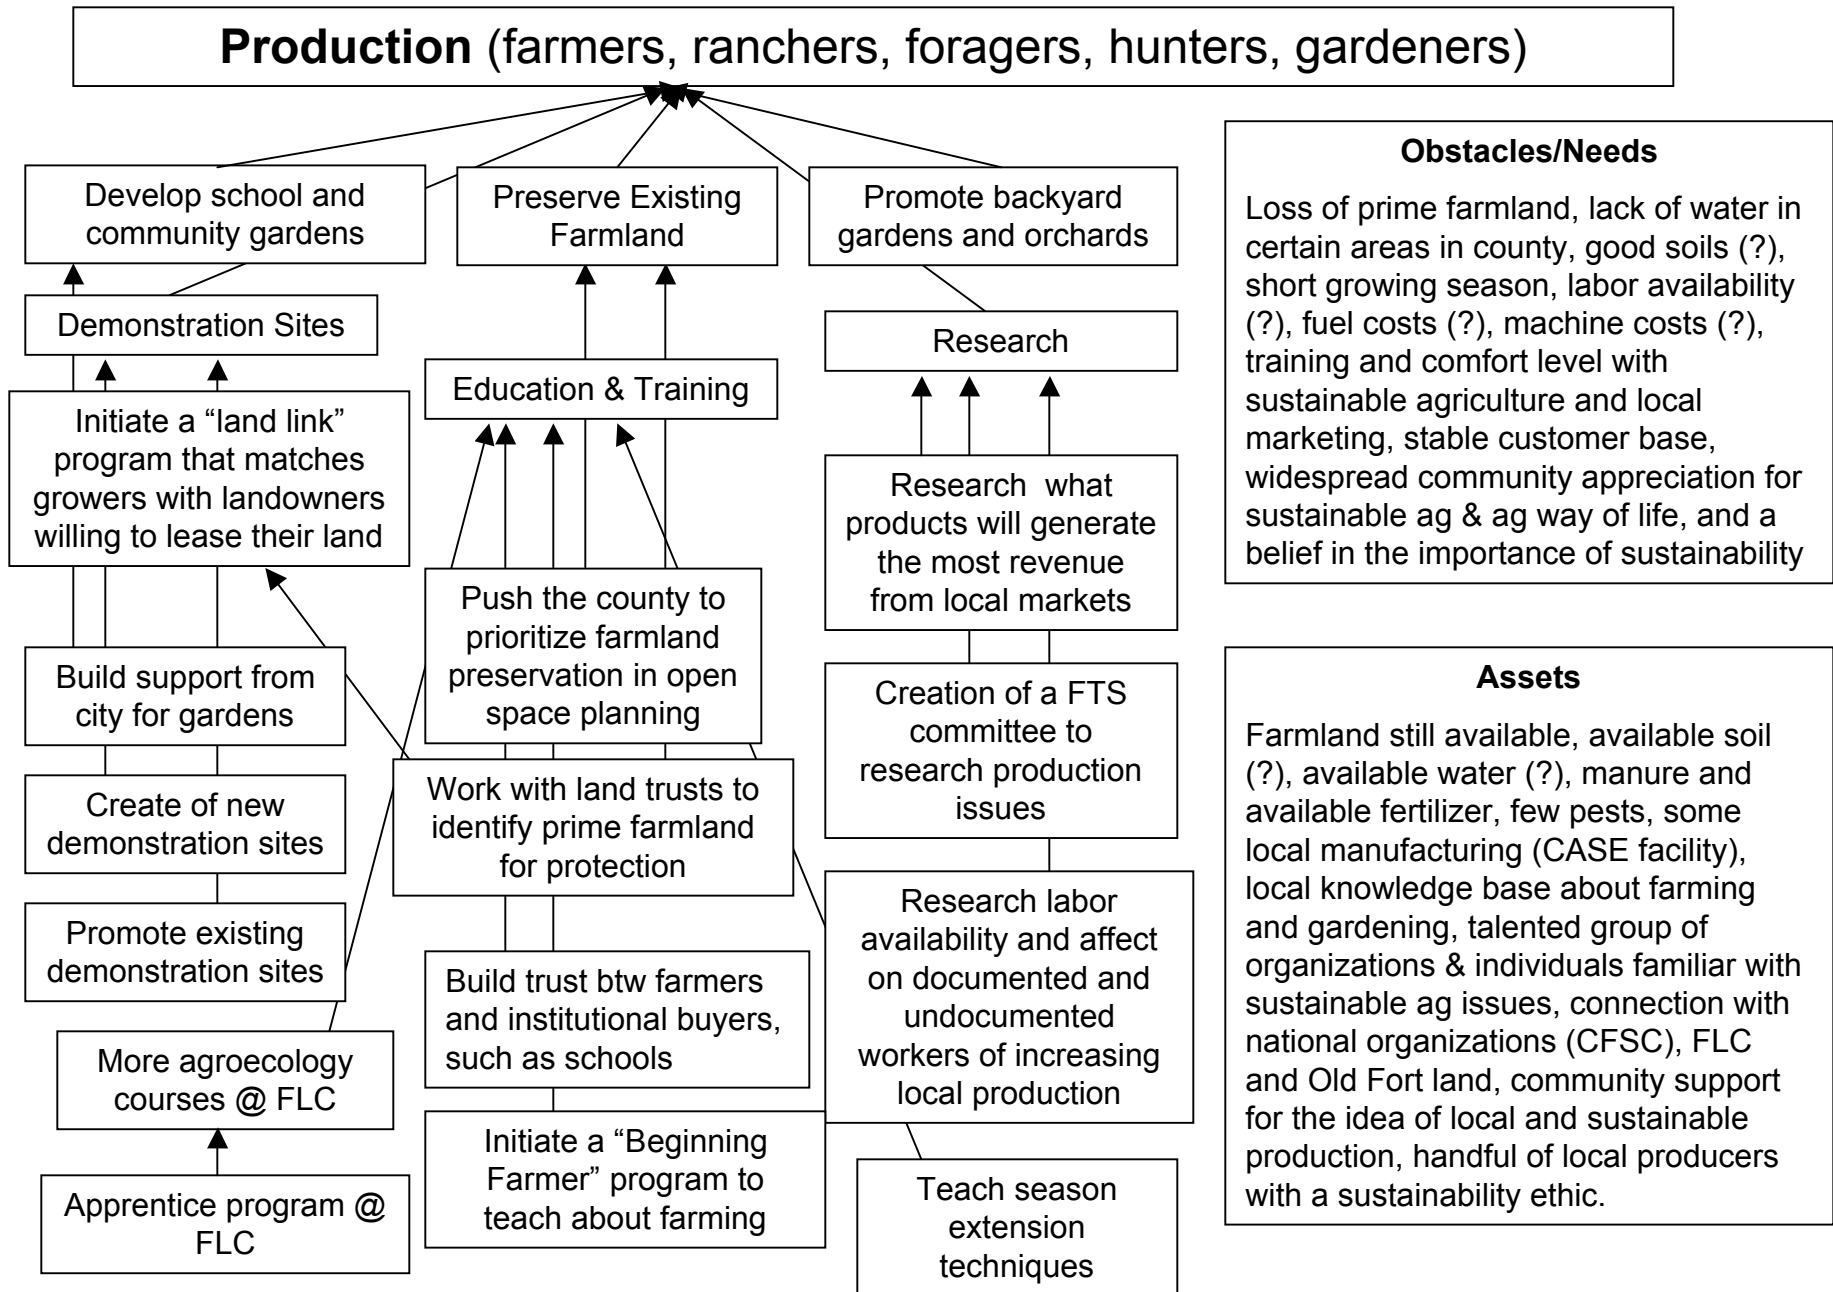 Production (farmers, ranchers, foragers, hunters, gardeners)
Develop school and
community gardens
Preserve Existing
Farmland
Promote backyard
gardens and orchards
Demonstration Sites
Research
Education & Training
Initiate a “land link”
program that matches
growers with landowners
willing to lease their land
Research what
products will generate
the most revenue
from local markets
Push the county to
prioritize farmland
preservation in open
space planning
Build support from
city for gardens
Creation of a FTS
committee to
research production
issues
Create of new
demonstration sites
Work with land trusts to
identify prime farmland
for protection
Promote existing
demonstration sites
Research labor
availability and affect
on documented and
undocumented
workers of increasing
local production
Build trust btw farmers
and institutional buyers,
such as schools
More agroecology
courses @ FLC
Initiate a “Beginning
Farmer” program to
teach about farming
Apprentice program @
FLC
Teach season
extension
techniques
Obstacles/Needs
Loss of prime farmland, lack of water in
certain areas in county, good soils (?),
short growing season, labor availability
(?), fuel costs (?), machine costs (?),
training and comfort level with
sustainable agriculture and local
marketing, stable customer base,
widespread community appreciation for
sustainable ag & ag way of life, and a
belief in the importance of sustainability
Assets
Farmland still available, available soil
(?), available water (?), manure and
available fertilizer, few pests, some
local manufacturing (CASE facility),
local knowledge base about farming
and gardening, talented group of
organizations & individuals familiar with
sustainable ag issues, connection with
national organizations (CFSC), FLC
and Old Fort land, community support
for the idea of local and sustainable
production, handful of local producers
with a sustainability ethic.